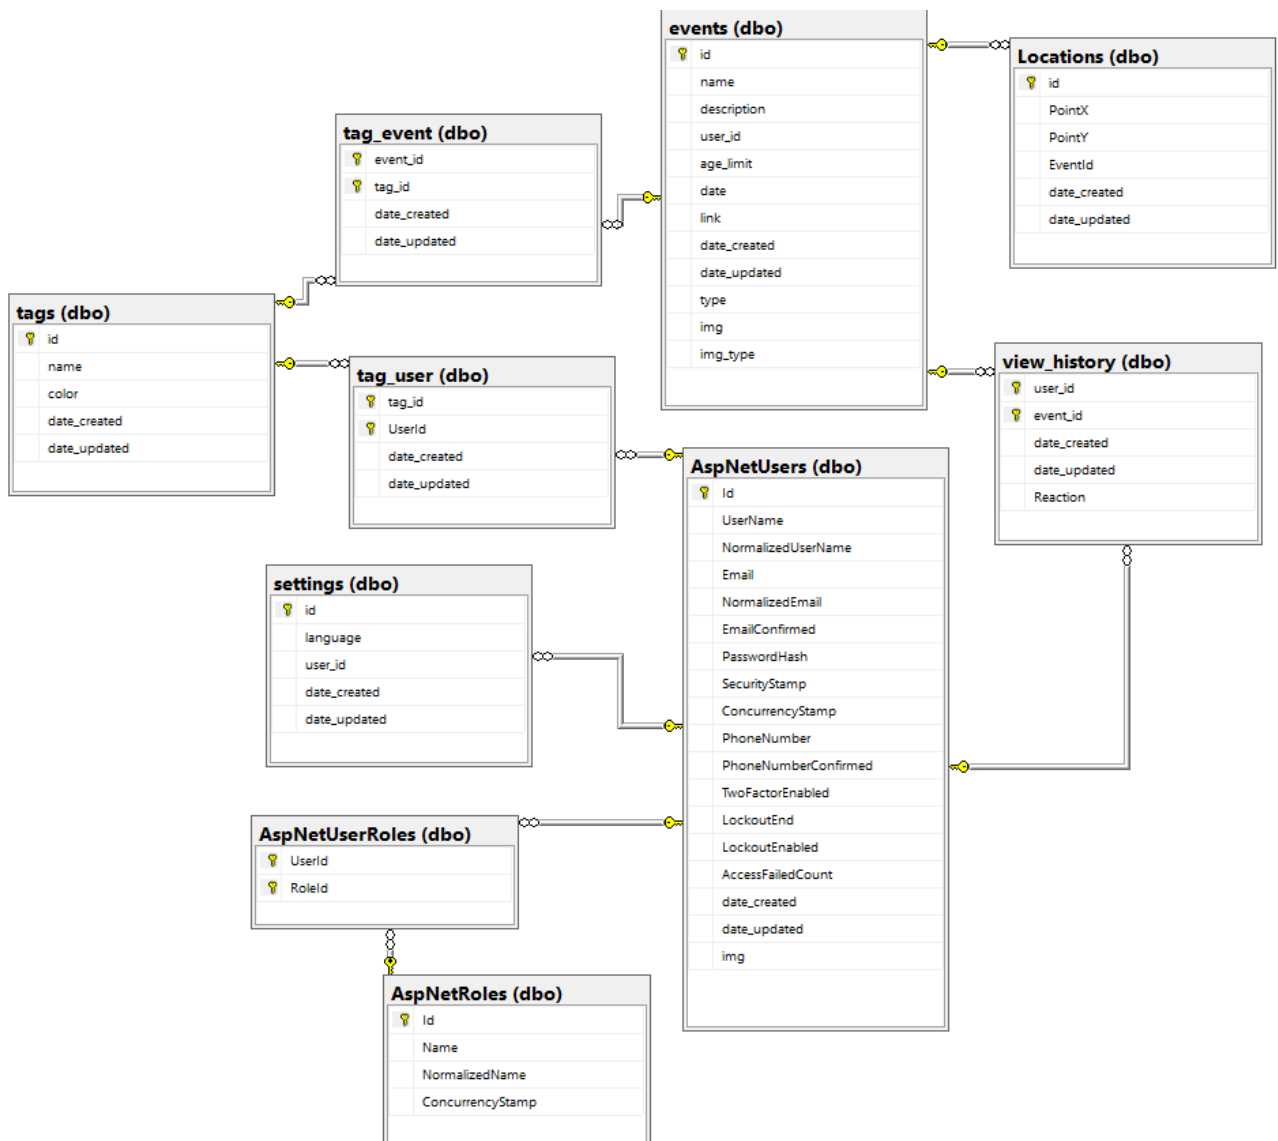 events (dbo)
id
name
description
user_id
age_limit
date
link
date_created
date_updated
type
img
img_type
Locations (dbo)
id
PointX
PointY
EventId
date_created
date_updated
tag_event (dbo)
event_id
tag_id
date_created
date_updated
tags (dbo)
id
name
color
date_created
date_updated
tag_user (dbo)
tag_id
UserId
date_created
date_updated
view_history (dbo)
user_id
event_id
date_created
date_updated
Reaction
AspNetUsers (dbo)
Id
UserName
NormalizedUserName
Email
NormalizedEmail
EmailConfirmed
PasswordHash
SecurityStamp
ConcurrencyStamp
PhoneNumber
PhoneNumberConfirmed
TwoFactorEnabled
LockoutEnd
LockoutEnabled
AccessFailedCount
date_created
date_updated
img
settings (dbo)
id
language
user_id
date_created
date_updated
AspNetUserRoles (dbo)
UserId
RoleId
AspNetRoles (dbo)
Id
Name
NormalizedName
ConcurrencyStamp